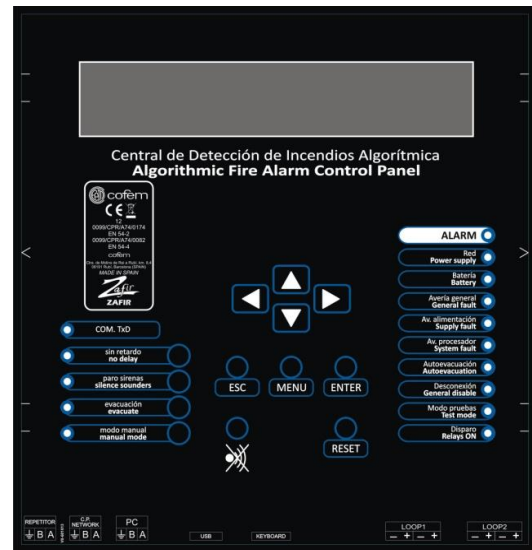 Central de Detección de Incendios Algorítmica
Algorithmic Fire Alarm Control Panel
cofem
CE
12
0099/CPR/A74/0174
EN 54-2
0099/CPR/A74/0082
EN 54-4
cofem
MADE IN SPAIN
Zafir
ZAFIR
COM. TxD
sin retardo
no delay
paro sirenas
silence sounders
evacuación
evacuate
modo manual
manual mode
ESC
MENU
ENTER
RESET
ALARM
Red
Power supply
Batería
Battery
Avería general
General fault
Av. alimentación
Supply fault
Av. procesador
System fault
Autoevacuación
Autoevacuation
Desconexión
General disable
Modo pruebas
Test mode
Disparo
Relays ON
REPETITOR
B A
C.P.
NETWORK
B A
PC
B A
USB
KEYBOARD
LOOP1
– + – +
LOOP2
– + – +